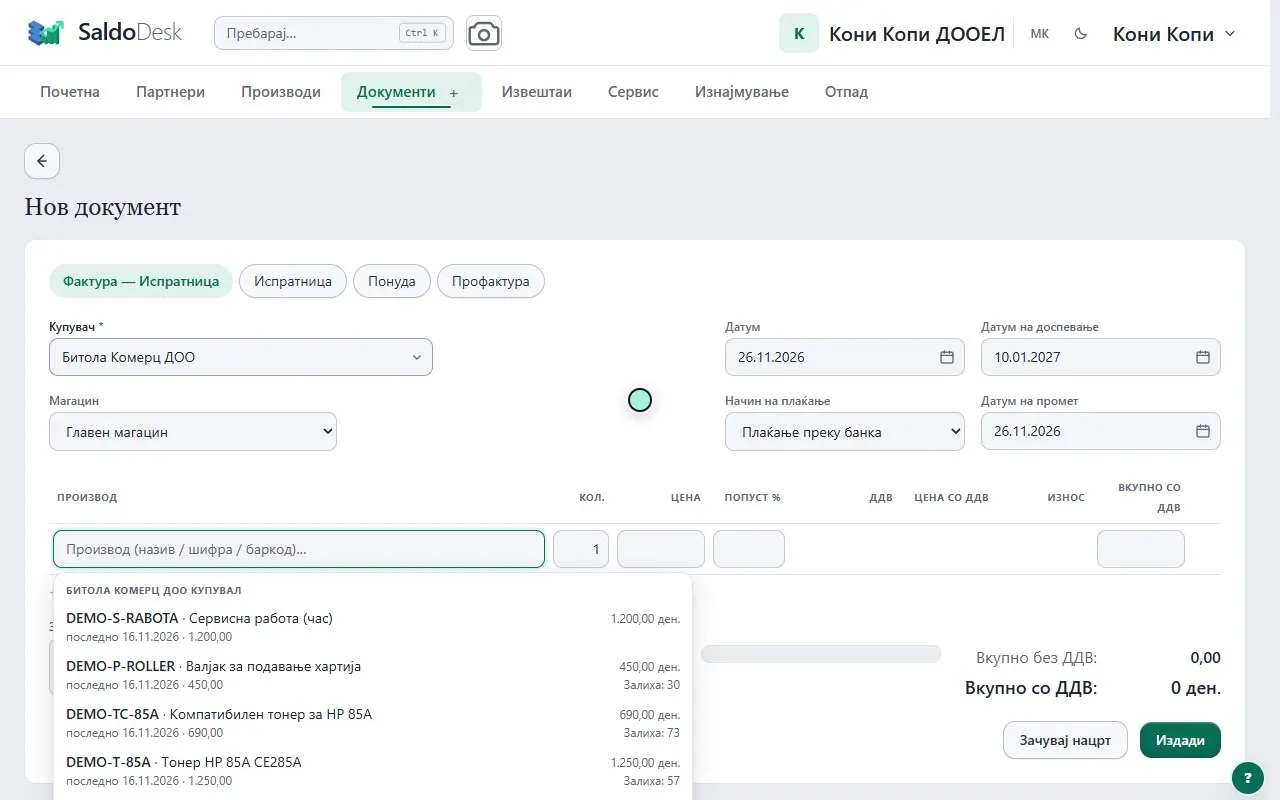 SaldoDesk
Пребарај...
Ctrl K
К
Кони Копи ДООЕЛ
МК
Кони Копи
Почетна
Партнери
Производи
Документи +
Извештаи
Сервис
Изнајмување
Отпад
Нов документ
Фактура — Испратница
Испратница
Понуда
Профактура
Купувач *
Датум
Датум на доспевање
Битола Комерц ДОО
26.11.2026
10.01.2027
Магацин
Начин на плаќање
Датум на промет
Главен магацин
Плаќање преку банка
26.11.2026
ПРОИЗВОД
КОЛ.
ЦЕНА
ПОПУСТ %
ДДВ
ЦЕНА СО ДДВ
ИЗНОС
ВКУПНО СО
ДДВ
Производ (назив / шифра / баркод)...
1
БИТОЛА КОМЕРЦ ДОО КУПУВАЛ
DEMO-S-RABOTA · Сервисна работа (час)
1.200,00 ден.
последно 16.11.2026 · 1.200,00
DEMO-P-ROLLER · Валјак за подавање хартија
450,00 ден.
последно 16.11.2026 · 450,00
Залиха: 30
DEMO-TC-85A · Компатибилен тонер за HP 85A
690,00 ден.
последно 16.11.2026 · 690,00
Залиха: 73
DEMO-T-85A · Тонер HP 85A CE285A
1.250,00 ден.
последно 16.11.2026 · 1.250,00
Залиха: 57
Вкупно без ДДВ:
0,00
Вкупно со ДДВ:
0 ден.
Зачувај нацрт
Издади
?